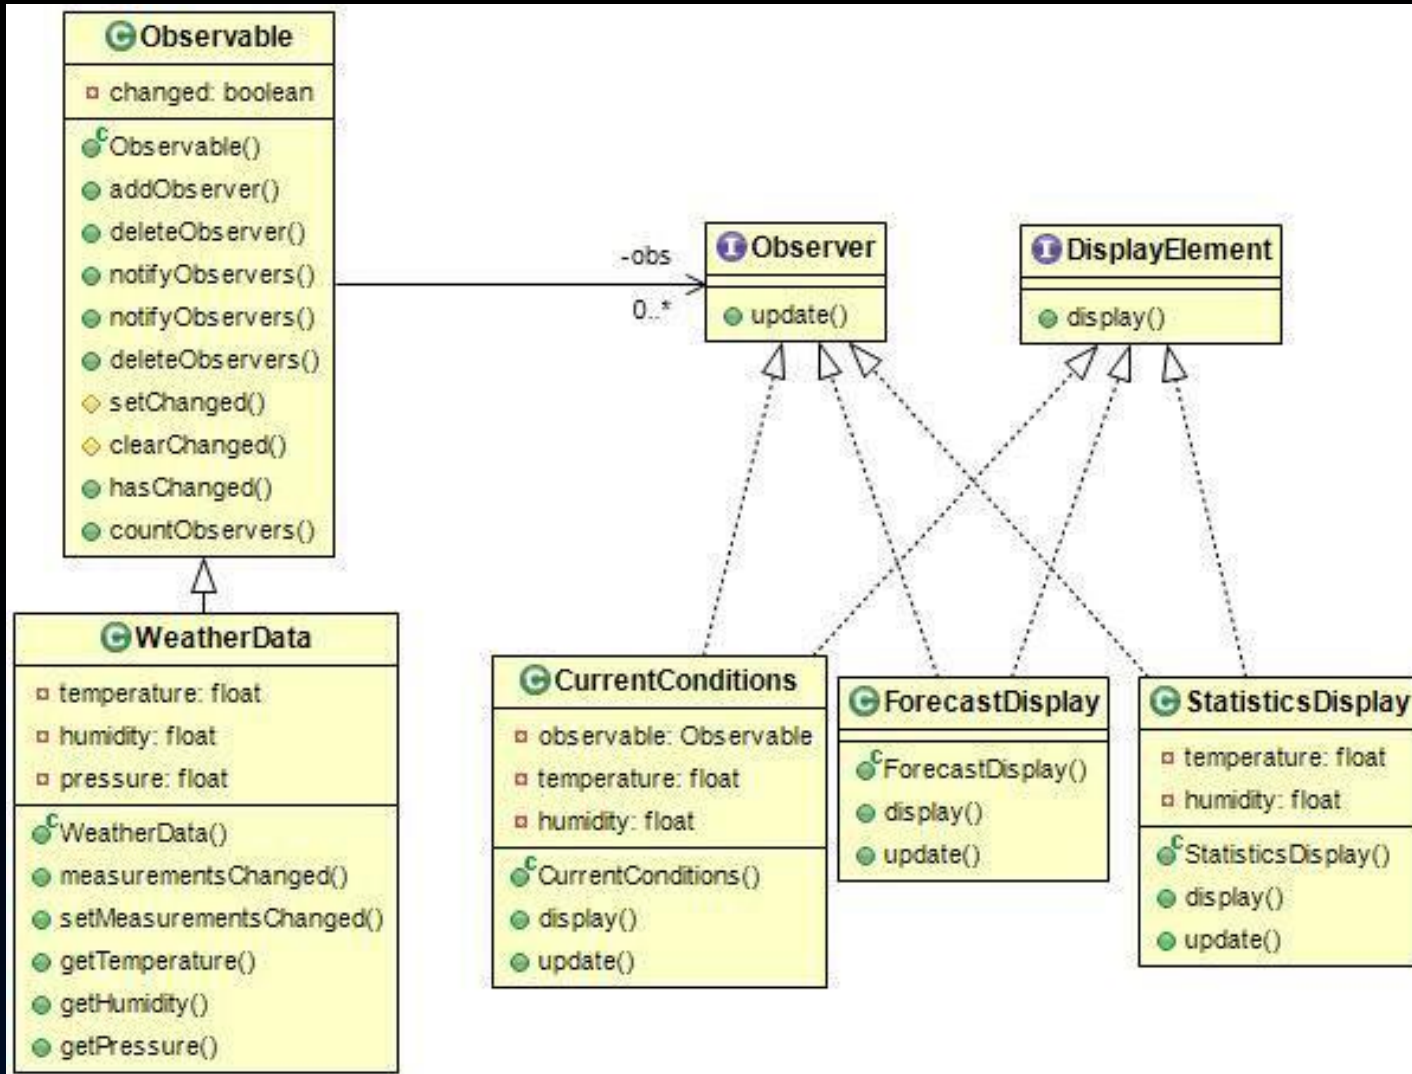 Observable
changed: boolean
Observable()
addObserver()
deleteObserver()
notifyObservers()
notifyObservers()
deleteObservers()
setChanged()
clearChanged()
hasChanged()
countObservers()
-obs
0..*
Observer
update()
DisplayElement
display()
WeatherData
temperature: float
humidity: float
pressure: float
WeatherData()
measurementsChanged()
setMeasurementsChanged()
getTemperature()
getHumidity()
getPressure()
CurrentConditions
observable: Observable
temperature: float
humidity: float
CurrentConditions()
display()
update()
ForecastDisplay
ForecastDisplay()
display()
update()
StatisticsDisplay
temperature: float
humidity: float
StatisticsDisplay()
display()
update()